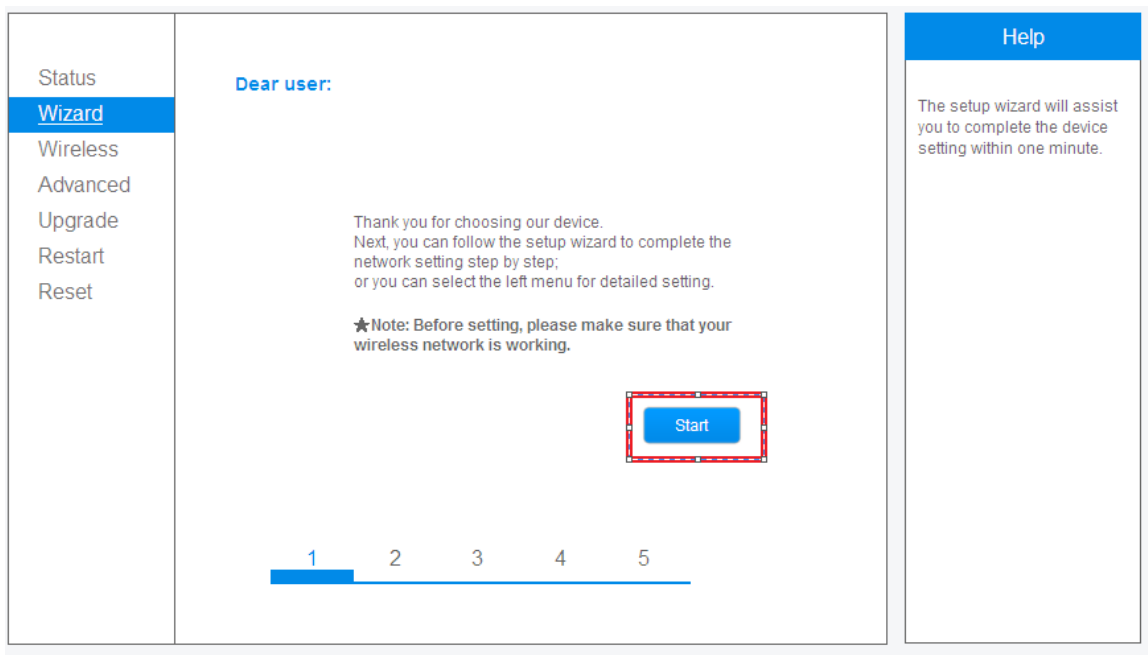 Status
Wizard
Wireless
Advanced
Upgrade
Restart
Reset
Dear user:
Thank you for choosing our device.
Next, you can follow the setup wizard to complete the
network setting step by step;
or you can select the left menu for detailed setting.
★Note: Before setting, please make sure that your
wireless network is working.
Start
1 2 3 4 5
Help
The setup wizard will assist
you to complete the device
setting within one minute.